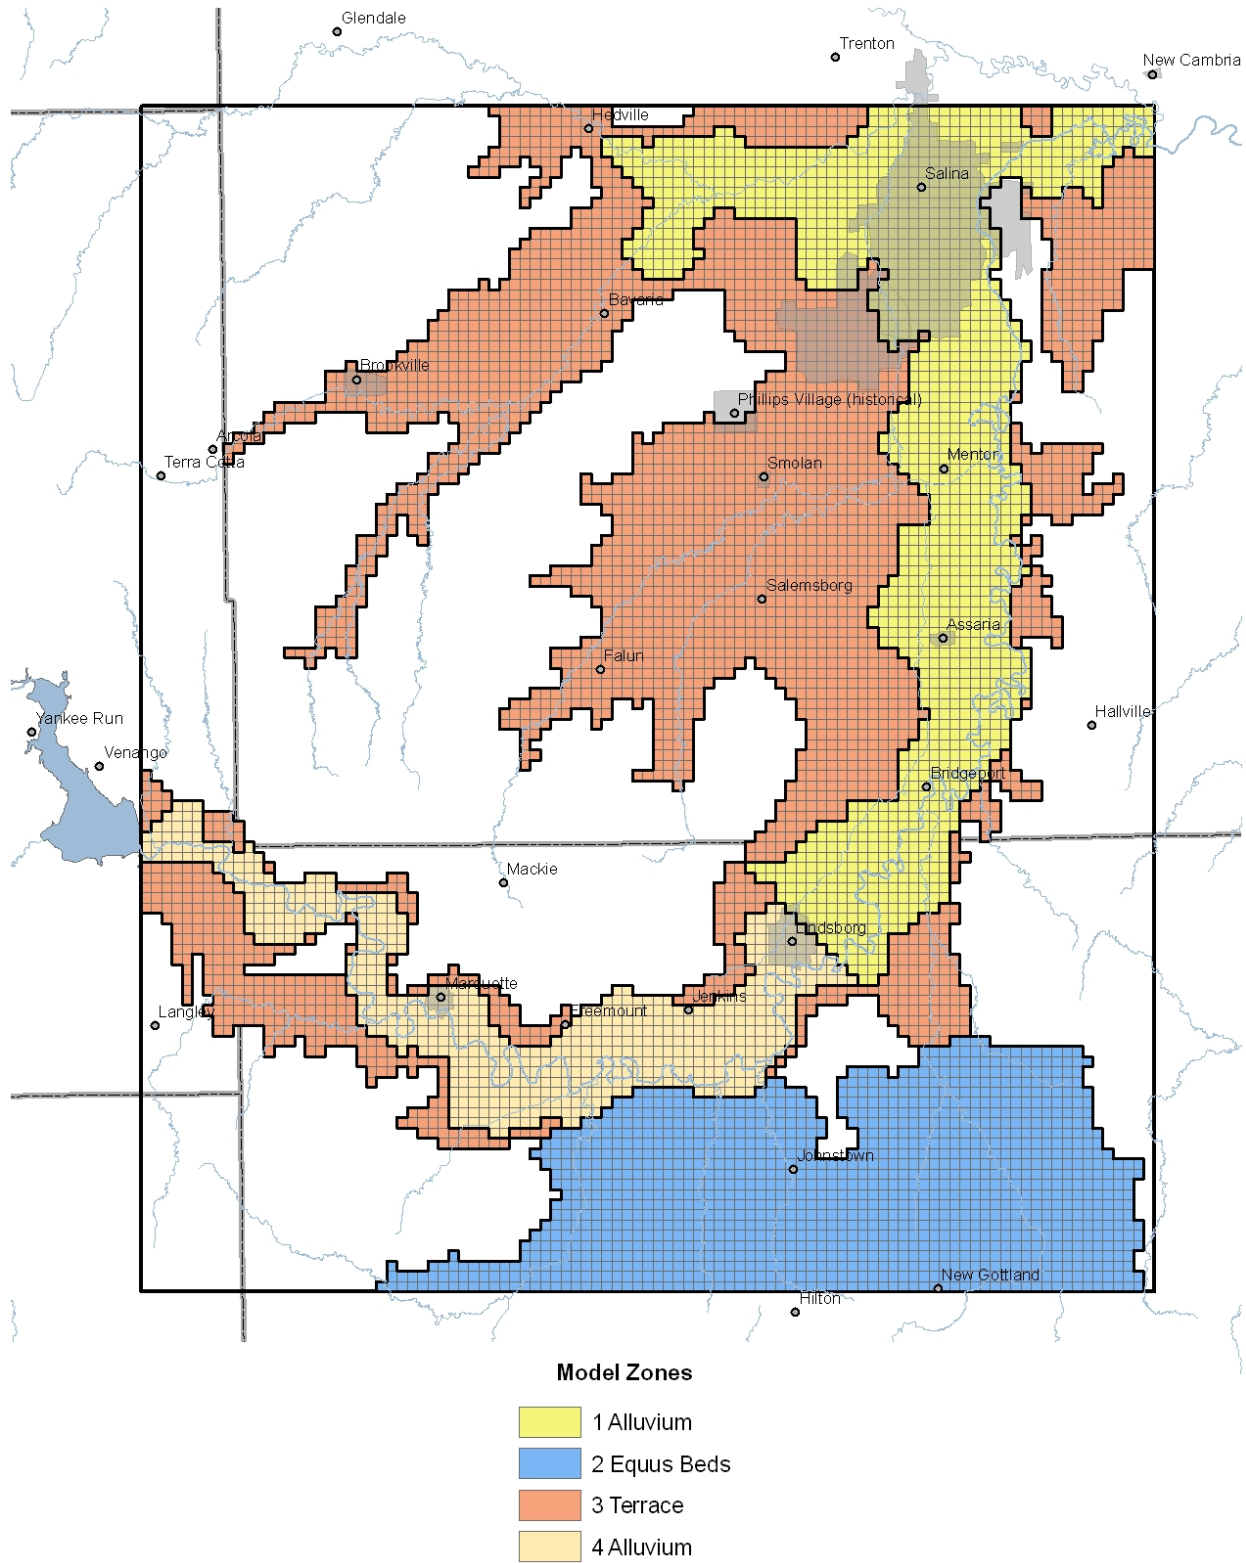 Glendale
Trenton
New Cambria
Hedville
Salina
Bavaria
Brookville
Phillips Village (historical)
Arcola
Terra Cotta
Smolan
Mentor
Salemsborg
Assaria
Falun
Yankee Run
Hallville
Venango
Bridgeport
Mackie
Lindsborg
Marquette
Langley
Freemount
Jenkins
Johnstown
New Gottland
Hilton
Model Zones
1 Alluvium
2 Equus Beds
3 Terrace
4 Alluvium